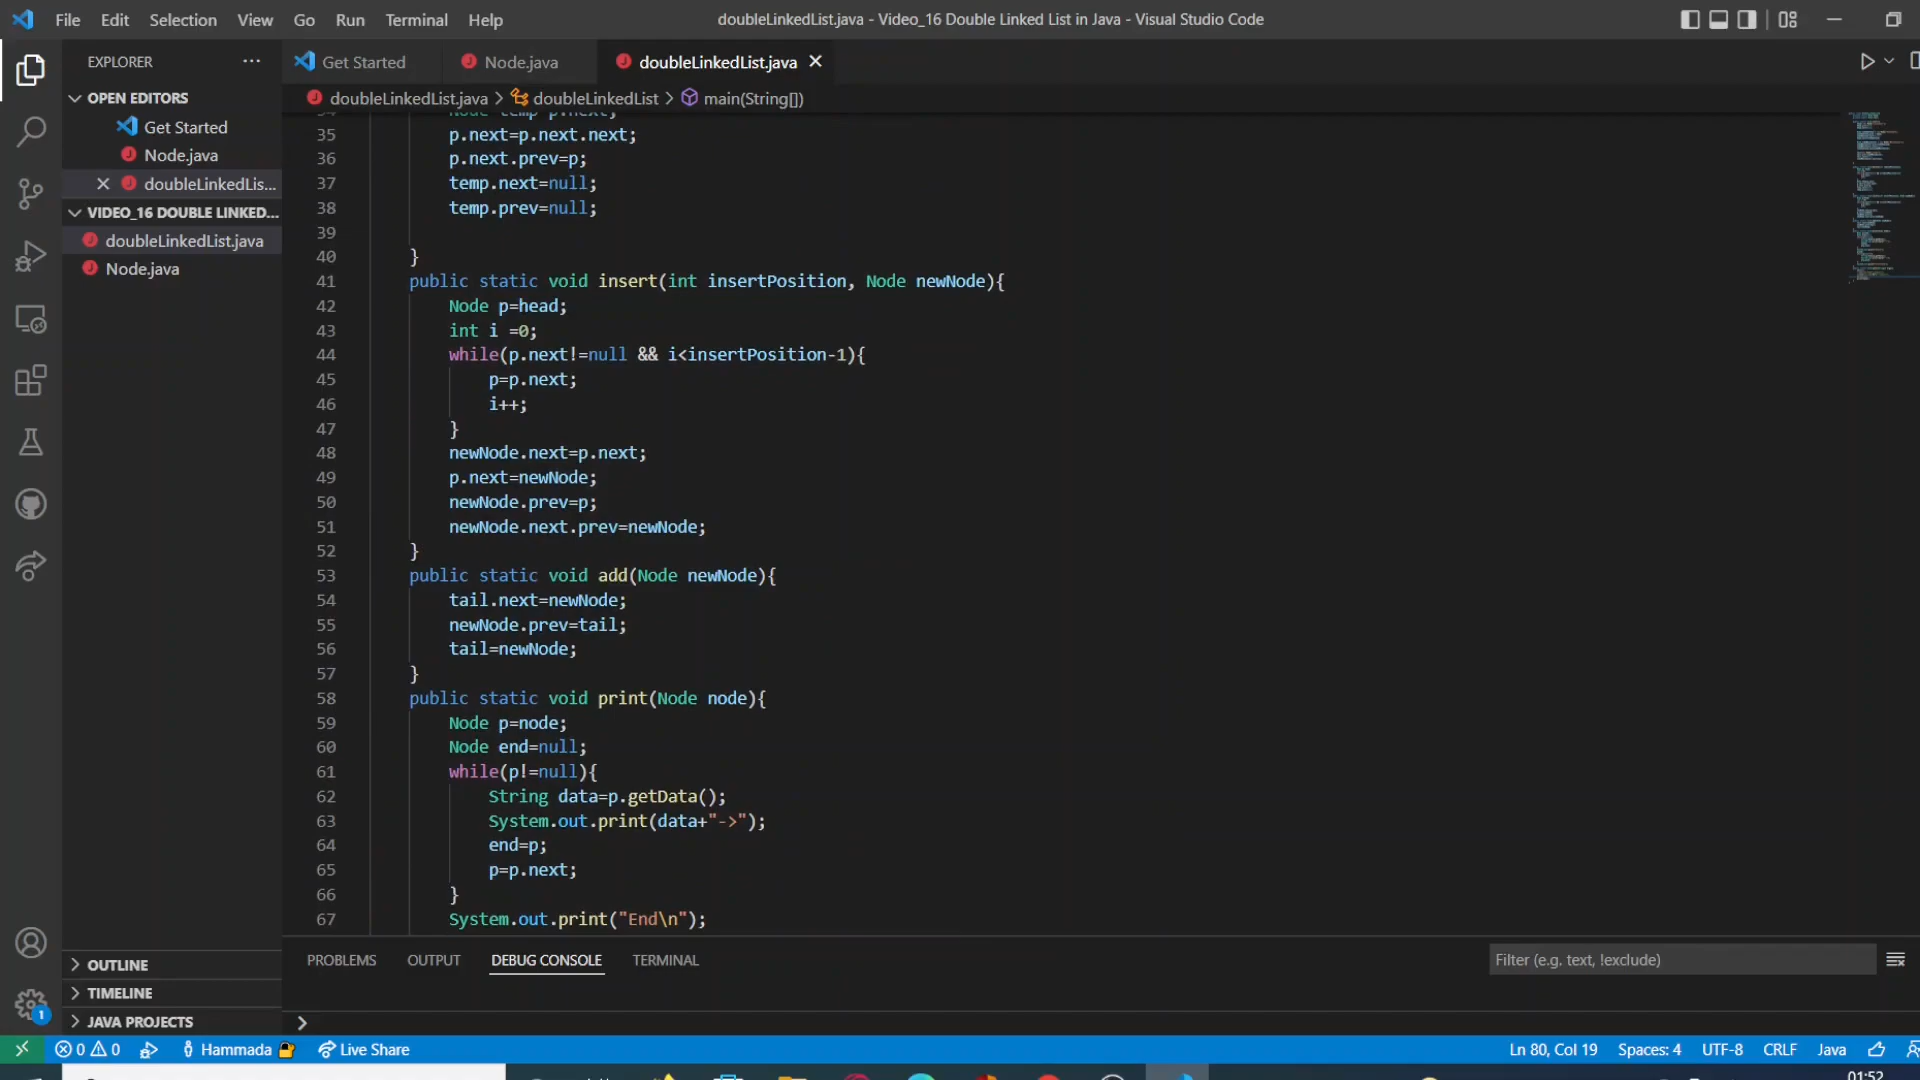 File Edit Selection View Go Run Terminal Help
doubleLinkedList.java - Video_16 Double Linked List in Java - Visual Studio Code
EXPLORER
Get Started
Node.java
doubleLinkedList.java
OPEN EDITORS
Get Started
Node.java
doubleLinkedLis...
VIDEO_16 DOUBLE LINKED...
doubleLinkedList.java
Node.java
OUTLINE
TIMELINE
JAVA PROJECTS
doubleLinkedList.java > doubleLinkedList > main(String[])
35 p.next=p.next.next;
36 p.next.prev=p;
37 temp.next=null;
38 temp.prev=null;
39
40 }
41 public static void insert(int insertPosition, Node newNode){
42 Node p=head;
43 int i =0;
44 while(p.next!=null && i<insertPosition-1){
45 p=p.next;
46 i++;
47 }
48 newNode.next=p.next;
49 p.next=newNode;
50 newNode.prev=p;
51 newNode.next.prev=newNode;
52 }
53 public static void add(Node newNode){
54 tail.next=newNode;
55 newNode.prev=tail;
56 tail=newNode;
57 }
58 public static void print(Node node){
59 Node p=node;
60 Node end=null;
61 while(p!=null){
62 String data=p.getData();
63 System.out.print(data+"->");
64 end=p;
65 p=p.next;
66 }
67 System.out.print("End\n");
PROBLEMS OUTPUT DEBUG CONSOLE TERMINAL
Filter (e.g. text, !exclude)
1
0 0 Hammada Live Share
Ln 80, Col 19 Spaces: 4 UTF-8 CRLF Java
01:52